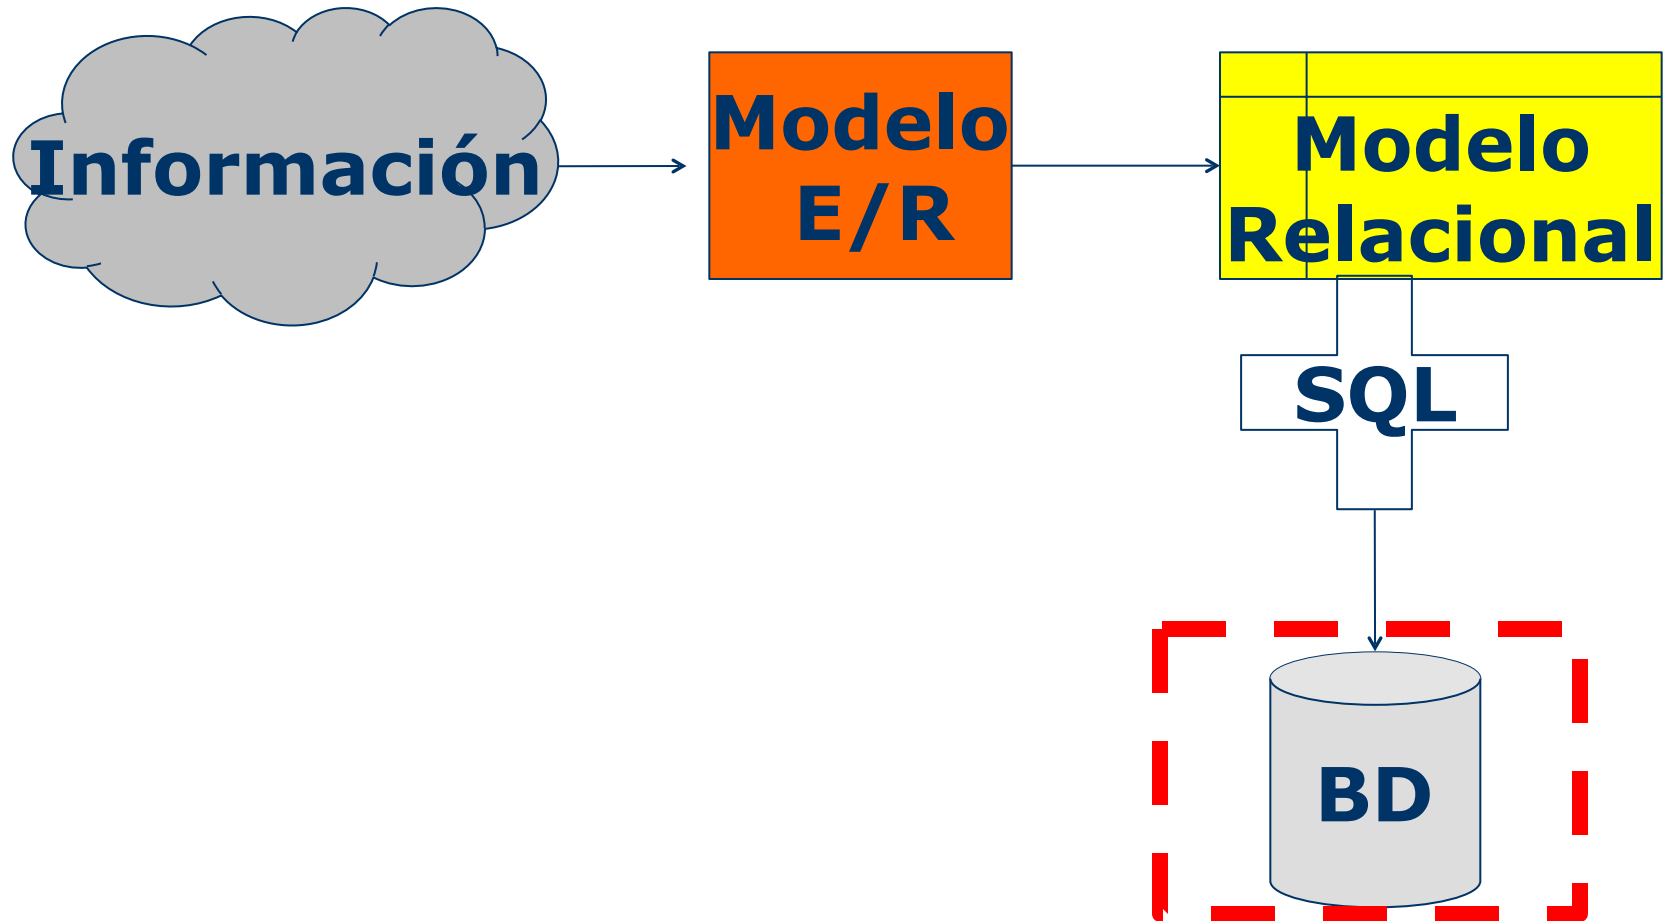 Información
Modelo
E/R
Modelo
Relacional
SQL
BD